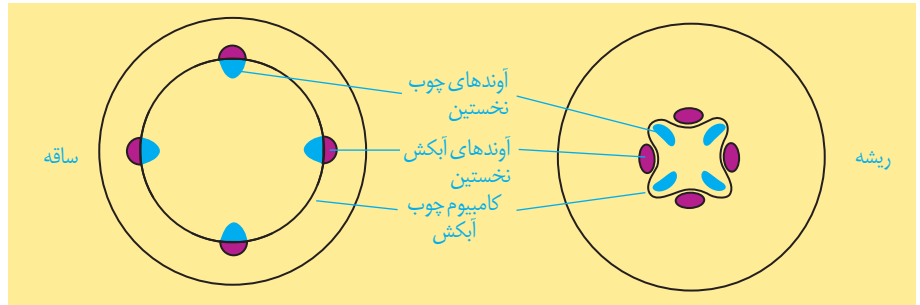 آوندهای چوب
نخستین
آوندهای آبکش
نخستین
کامبیوم چوب
آبکش
ریشه
ساقه